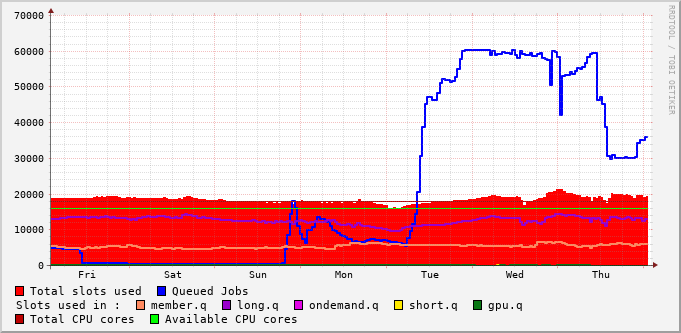 70000
60000
50000
40000
30000
20000
10000
0
Fri Sat Sun Mon Tue Wed Thu
Total slots used Queued Jobs
Slots used in : member.q long.q ondemand.q short.q gpu.q
Total CPU cores Available CPU cores
RRDTOOL / TOBI OETIKER